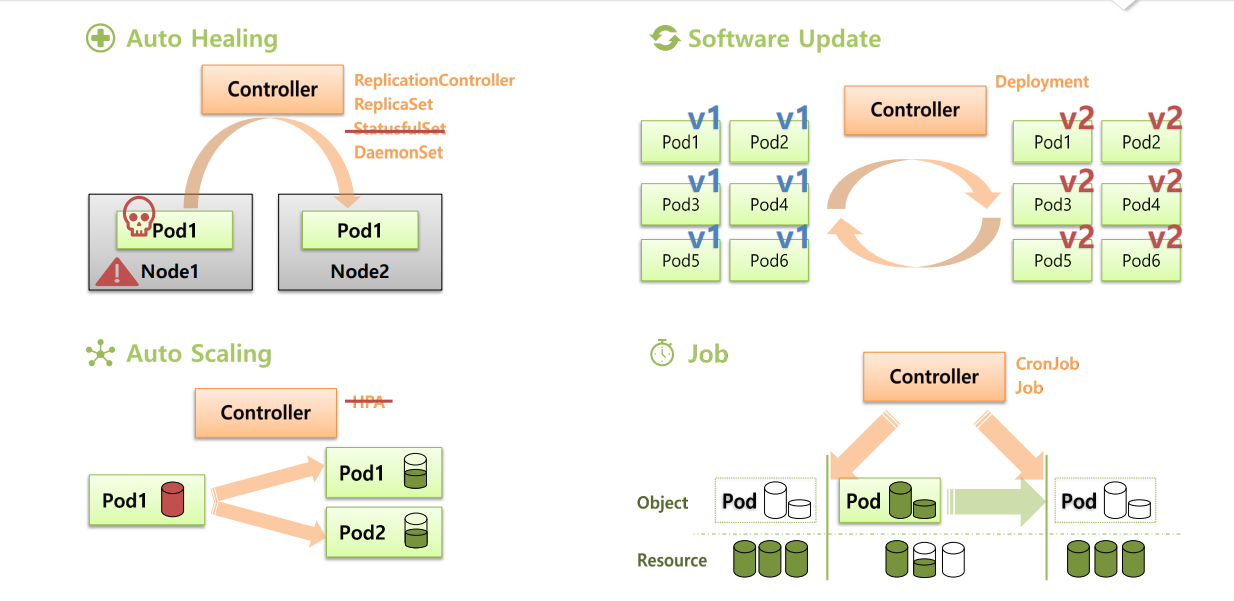 Auto Healing
Controller
ReplicationController
ReplicaSet
StatusfulSet
DaemonSet
Pod1
Node1
Pod1
Node2
Software Update
Controller
Deployment
v1
Pod1
v1
Pod2
v1
Pod3
v1
Pod4
v1
Pod5
v1
Pod6
v2
Pod1
v2
Pod2
v2
Pod3
v2
Pod4
v2
Pod5
v2
Pod6
Auto Scaling
Controller
HPA
Pod1
Pod1
Pod2
Job
Controller
CronJob
Job
Object
Pod
Pod
Pod
Resource